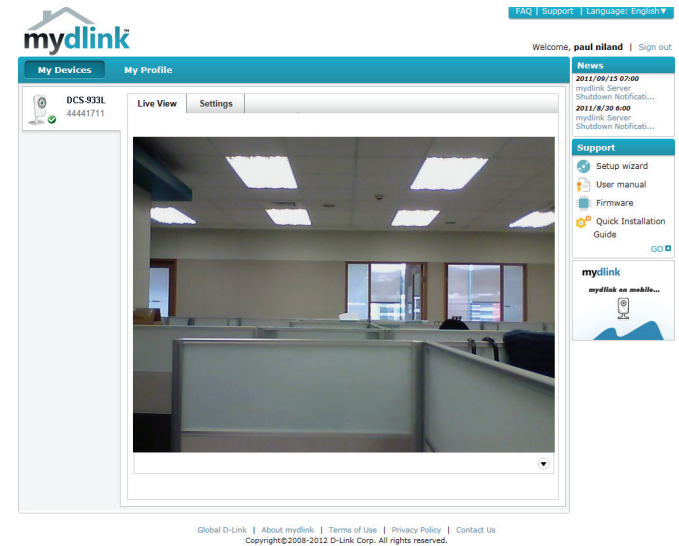 FAQ | Support | Language: English▼
mydlink™
Welcome, paul niland | Sign out
My Devices
My Profile
DCS-933L
44441711
Live View
Settings
News
2011/09/15 07:00
mydlink Server
Shutdown Notificati...
2011/8/30 6:00
mydlink Server
Shutdown Notificati...
Support
Setup wizard
User manual
Firmware
Quick Installation
Guide
GO
mydlink
mydlink on mobile...
Global D-Link | About mydlink | Terms of Use | Privacy Policy | Contact Us
Copyright©2008-2012 D-Link Corp. All rights reserved.